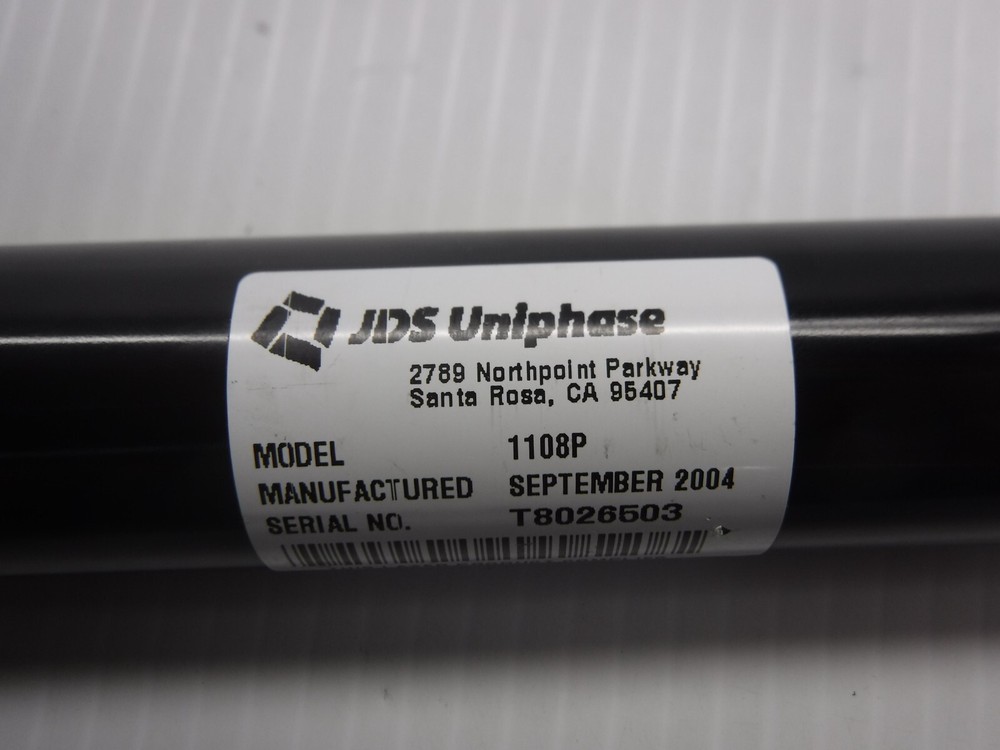 JDS Uniphase
2789 Northpoint Parkway
Santa Rosa, CA 95407
MODEL 1108P
MANUFACTURED SEPTEMBER 2004
SERIAL NO. T8026503